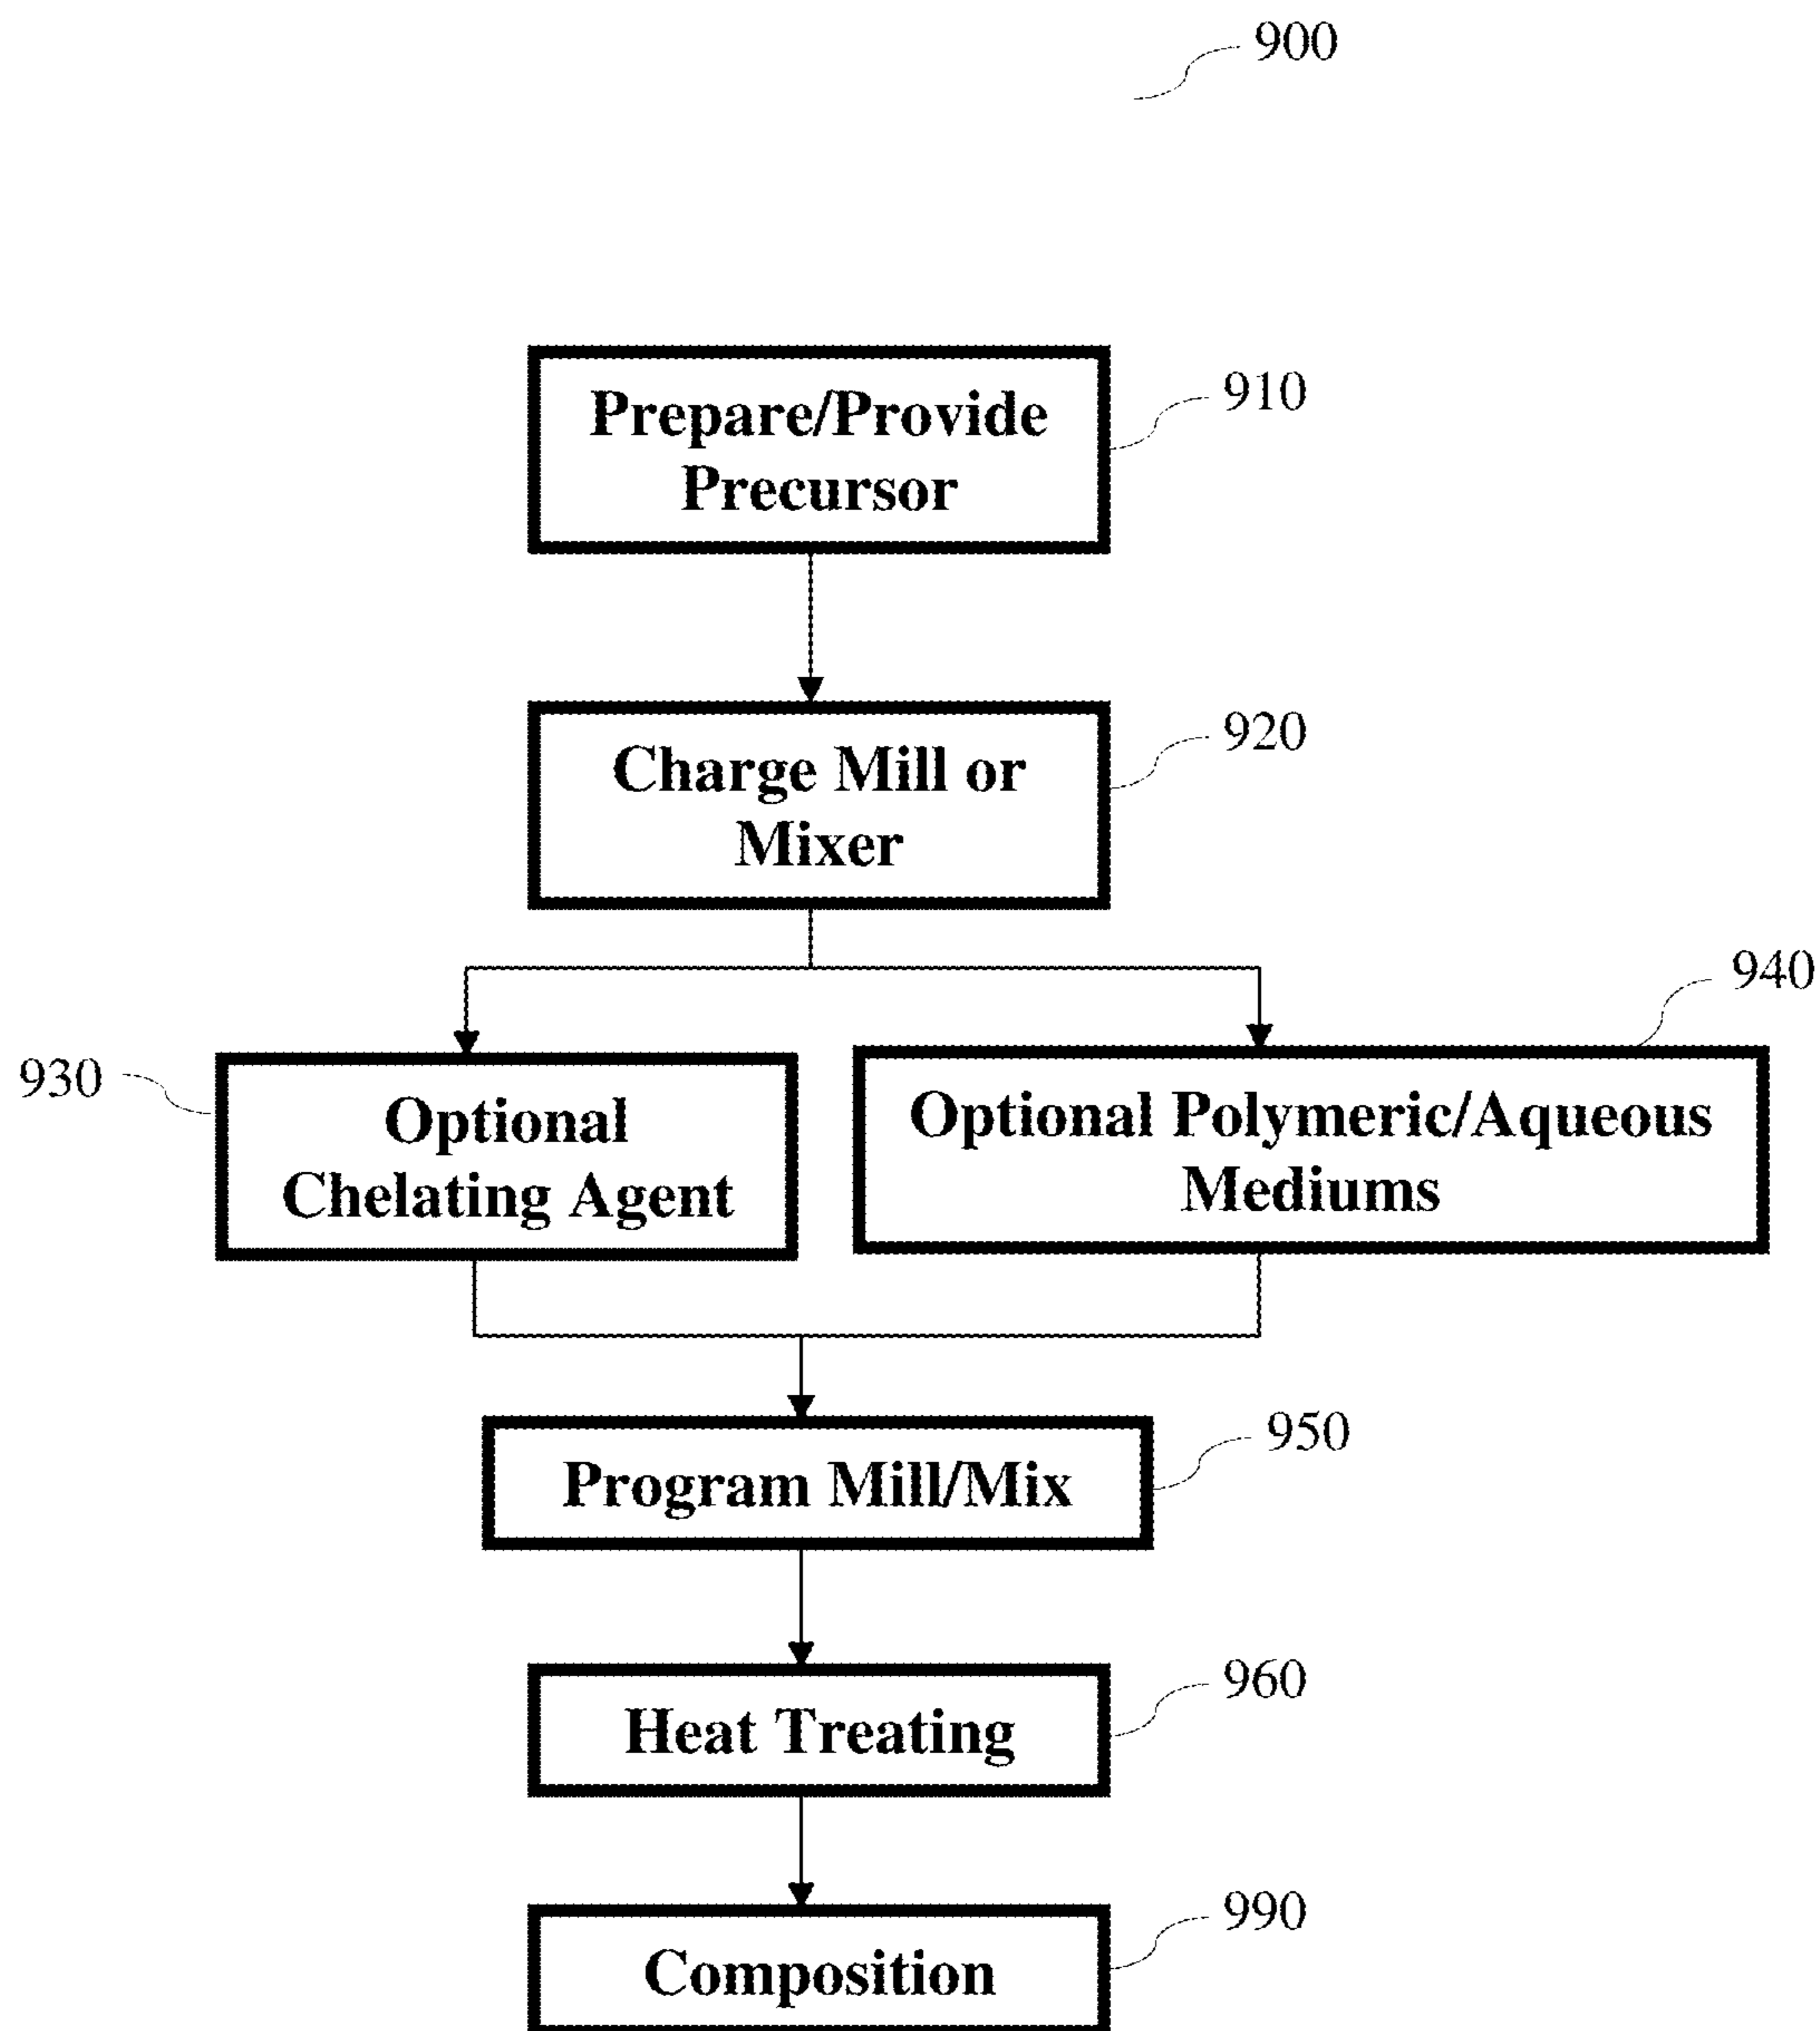 900
Prepare/Provide
Precursor
910
Charge Mill or
Mixer
920
930
Optional
Chelating Agent
940
Optional Polymeric/Aqueous
Mediums
Program Mill/Mix
950
Heat Treating
960
Composition
990